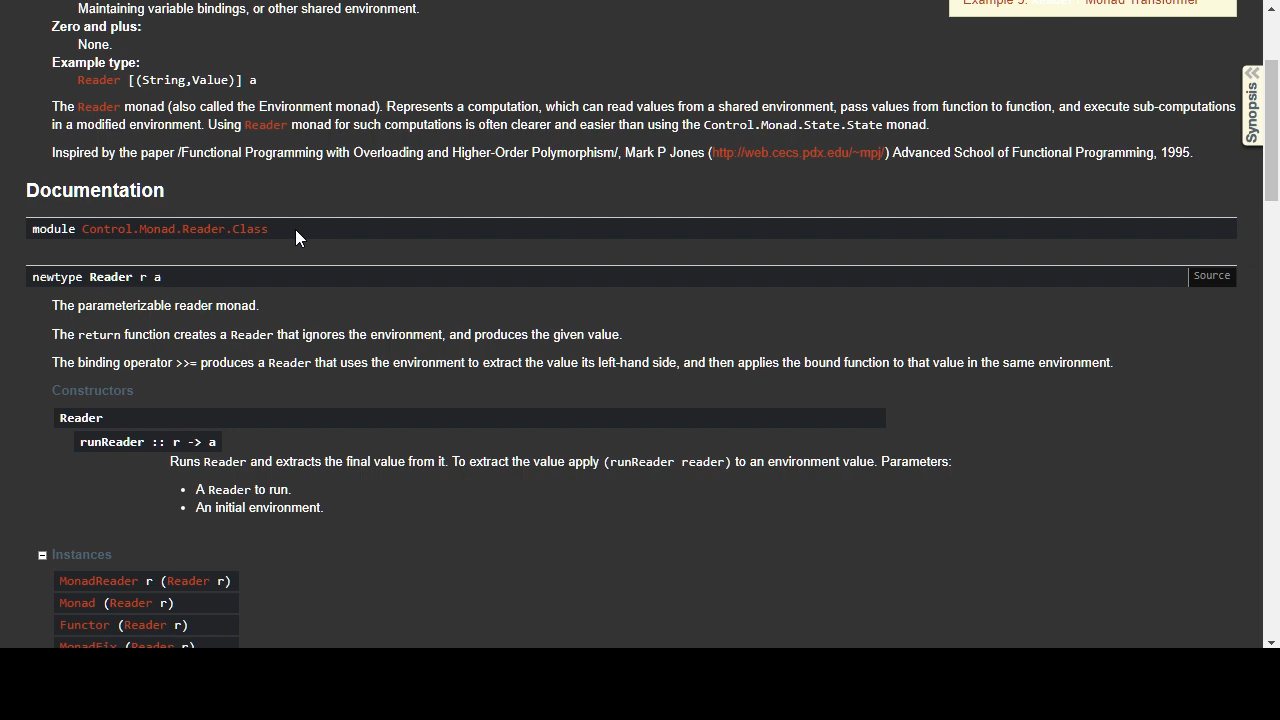 Maintaining variable bindings, or other shared environment.
Zero and plus:
None.
Example type:
Reader [(String,Value)] a
The Reader monad (also called the Environment monad). Represents a computation, which can read values from a shared environment, pass values from function to function, and execute sub-computations
in a modified environment. Using Reader monad for such computations is often clearer and easier than using the Control.Monad.State.State monad.
Inspired by the paper /Functional Programming with Overloading and Higher-Order Polymorphism/, Mark P Jones (http://web.cecs.pdx.edu/~mpj/) Advanced School of Functional Programming, 1995.
Monad Transformer
Synopsis
Documentation
module Control.Monad.Reader.Class
newtype Reader r a
Source
The parameterizable reader monad.
The return function creates a Reader that ignores the environment, and produces the given value.
The binding operator >>= produces a Reader that uses the environment to extract the value its left-hand side, and then applies the bound function to that value in the same environment.
Constructors
Reader
runReader :: r -> a
Runs Reader and extracts the final value from it. To extract the value apply (runReader reader) to an environment value. Parameters:
• A Reader to run.
• An initial environment.
Instances
MonadReader r (Reader r)
Monad (Reader r)
Functor (Reader r)
MonadFix (Reader r)